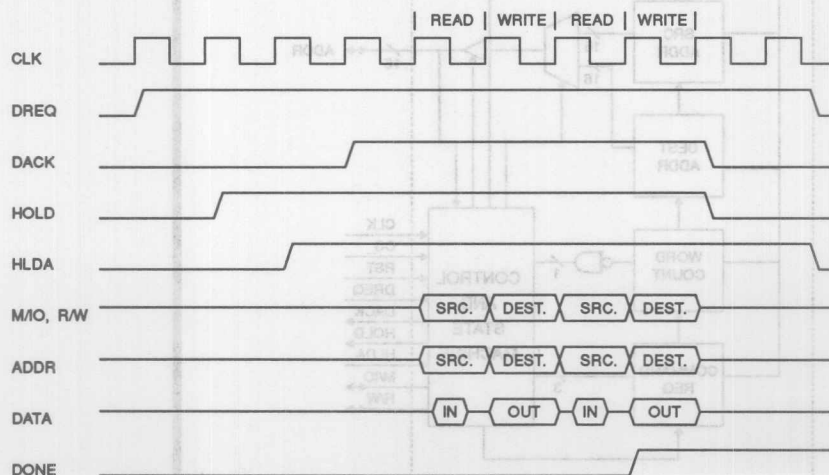 | READ | WRITE | READ | WRITE |
CLK
DREQ
DACK
HOLD
HLDA
M/IO, R/W SRC. DEST. SRC. DEST.
ADDR SRC. DEST. SRC. DEST.
DATA IN OUT IN OUT
DONE